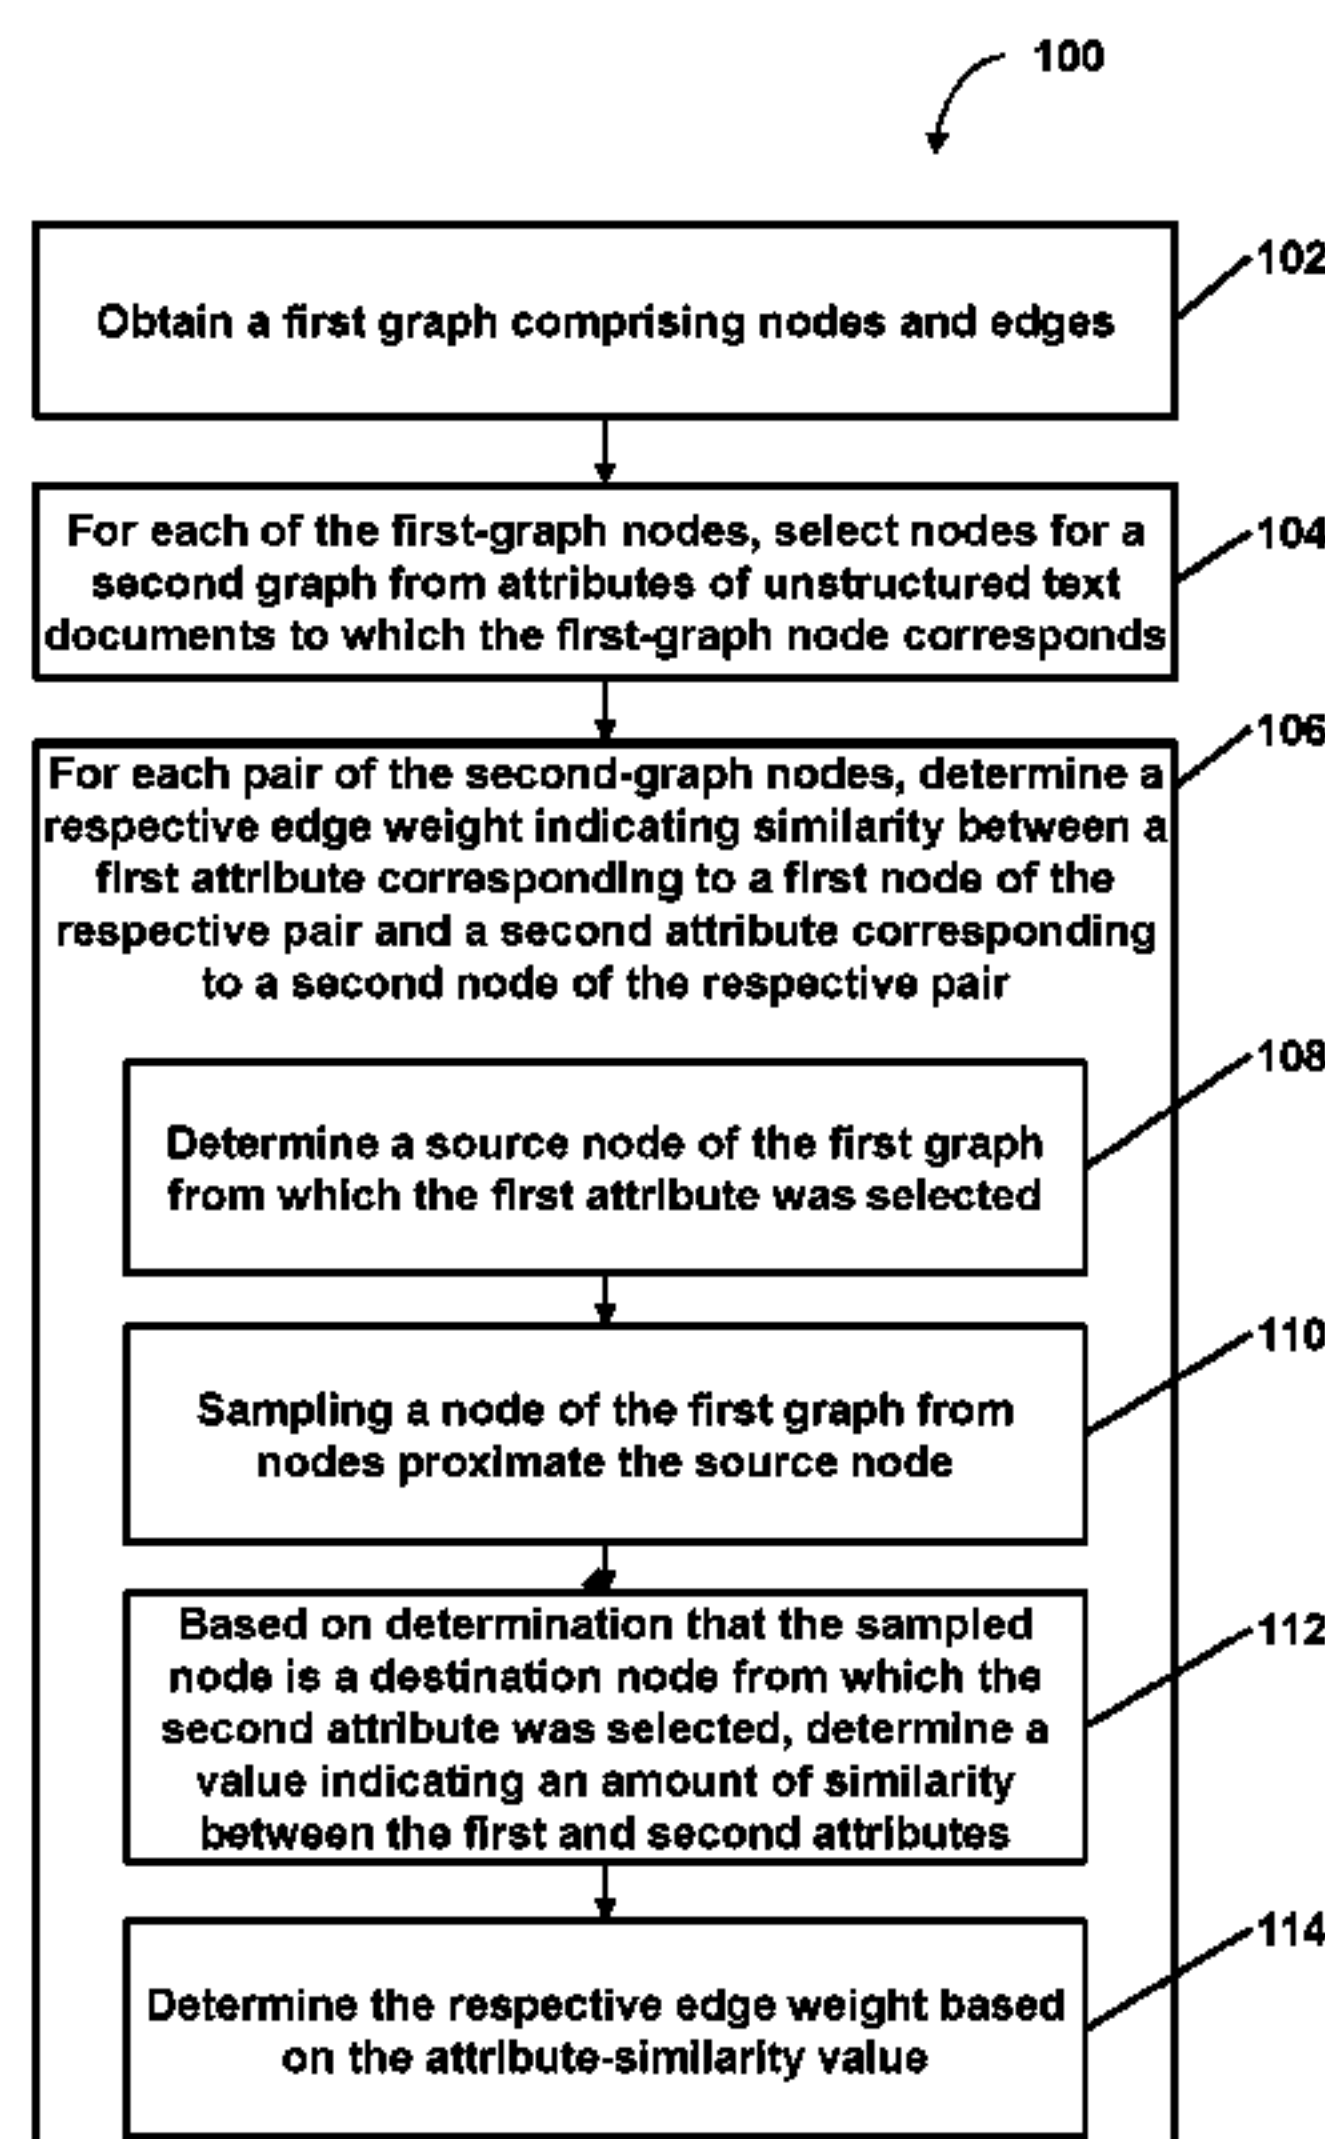 100
102
Obtain a first graph comprising nodes and edges
104
For each of the first-graph nodes, select nodes for a
second graph from attributes of unstructured text
documents to which the first-graph node corresponds
106
For each pair of the second-graph nodes, determine a
respective edge weight indicating similarity between a
first attribute corresponding to a first node of the
respective pair and a second attribute corresponding
to a second node of the respective pair
108
Determine a source node of the first graph
from which the first attribute was selected
110
Sampling a node of the first graph from
nodes proximate the source node
112
Based on determination that the sampled
node is a destination node from which the
second attribute was selected, determine a
value indicating an amount of similarity
between the first and second attributes
114
Determine the respective edge weight based
on the attribute-similarity value